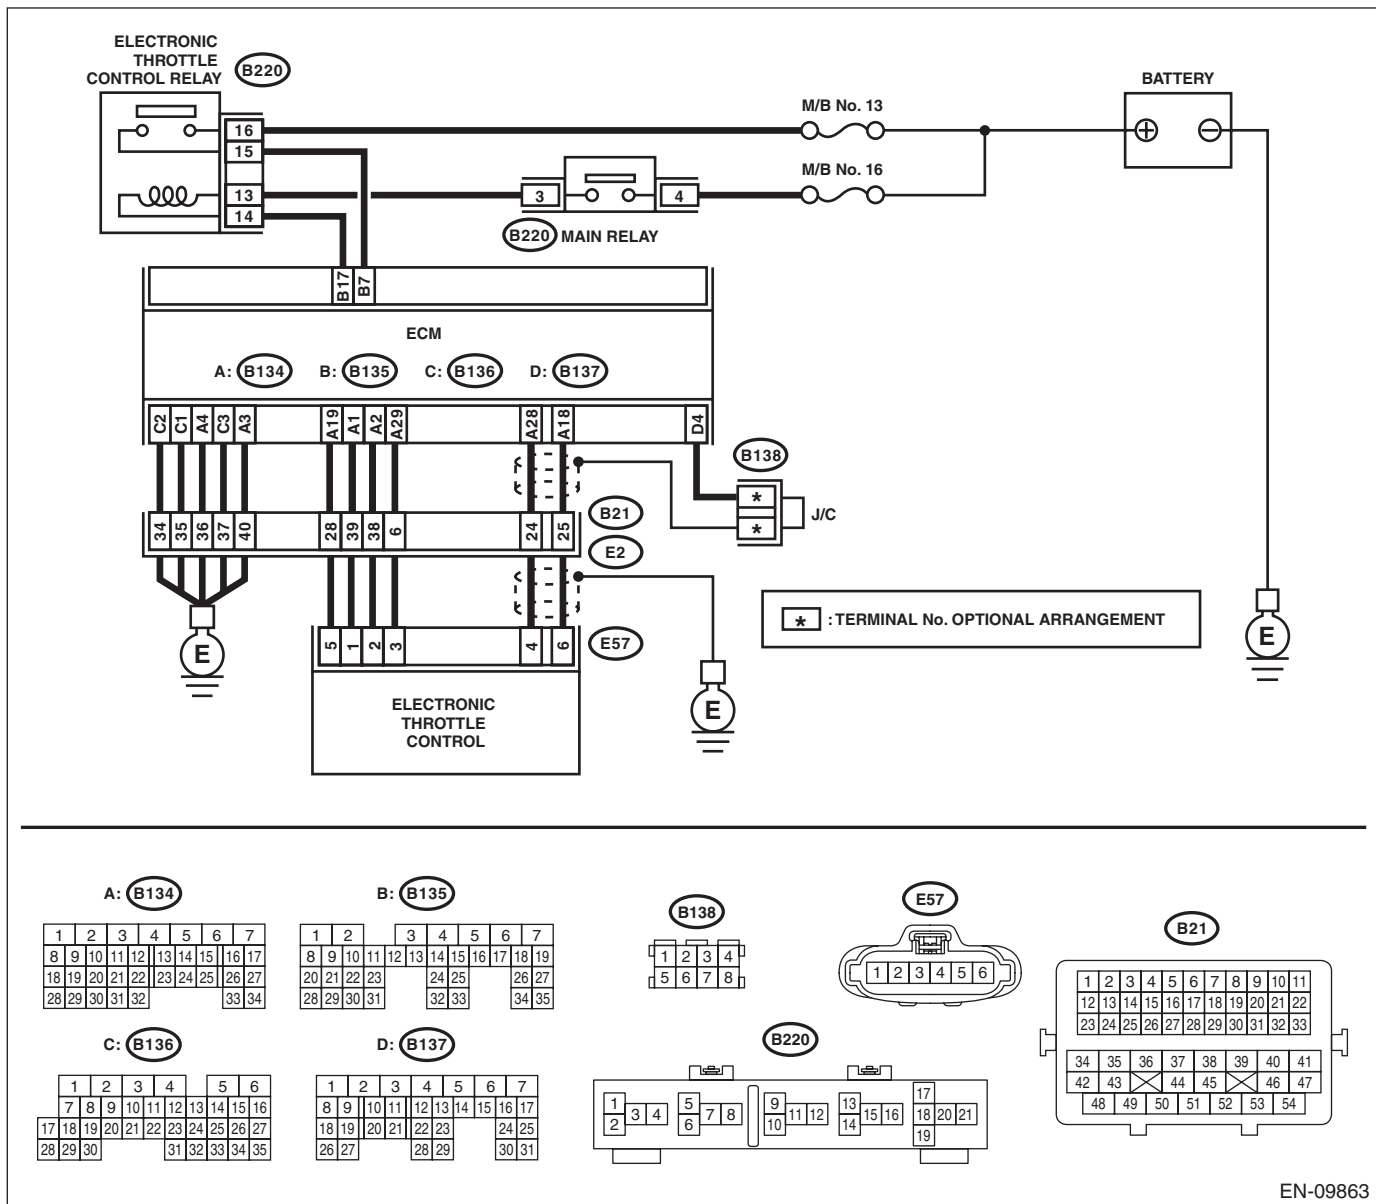 ELECTRONIC
THROTTLE
CONTROL RELAY
B220
BATTERY
M/B No. 13
16
15
M/B No. 16
13
14
3
4
B220 MAIN RELAY
B17
B7
ECM
A: B134 B: B135 C: B136 D: B137
C2 C1 A4 C3 A3 A19 A1 A2 A29 A28 A18 D4
B138
*
*
J/C
34 35 36 37 40 28 39 38 6 24 25
B21
E2
* : TERMINAL No. OPTIONAL ARRANGEMENT
E
E
E
5 1 2 3 4 6
E57
ELECTRONIC
THROTTLE
CONTROL
A: B134
1 2 3 4 5 6 7
8 9 10 11 12 13 14 15 16 17
18 19 20 21 22 23 24 25 26 27
28 29 30 31 32 33 34
B: B135
1 2 3 4 5 6 7
8 9 10 11 12 13 14 15 16 17 18 19
20 21 22 23 24 25 26 27
28 29 30 31 32 33 34 35
B138
1 2 3 4
5 6 7 8
E57
1 2 3 4 5 6
B21
1 2 3 4 5 6 7 8 9 10 11
12 13 14 15 16 17 18 19 20 21 22
23 24 25 26 27 28 29 30 31 32 33
34 35 36 37 38 39 40 41
42 43 44 45 46 47
48 49 50 51 52 53 54
C: B136
1 2 3 4 5 6
7 8 9 10 11 12 13 14 15 16
17 18 19 20 21 22 23 24 25 26 27
28 29 30 31 32 33 34 35
D: B137
1 2 3 4 5 6 7
8 9 10 11 12 13 14 15 16 17
18 19 20 21 22 23 24 25
26 27 28 29 30 31
B220
1 2 3 4 5 6 7 8 9 10 11 12 13 14 15 16 17 18 19 20 21
EN-09863